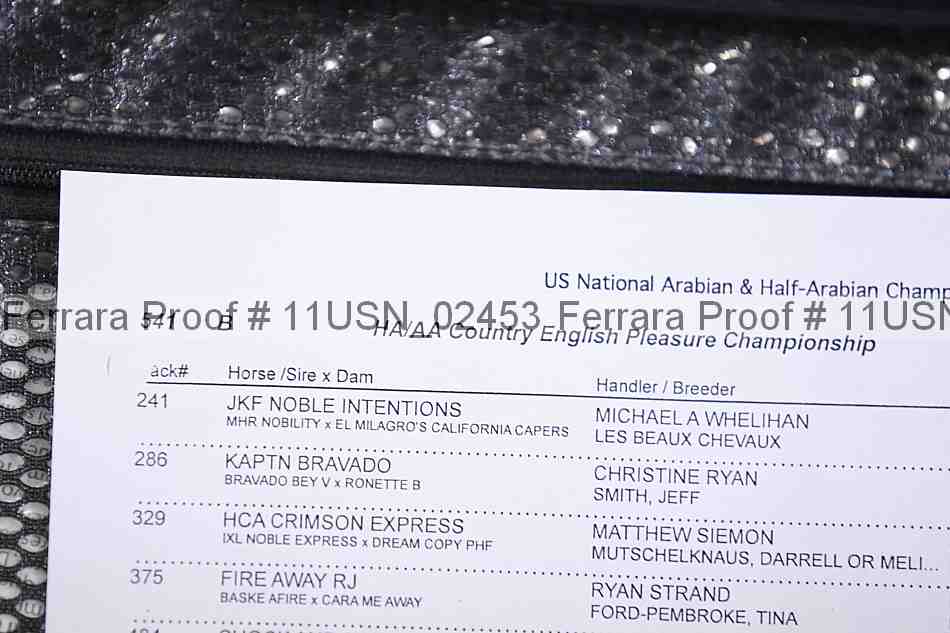 US National Arabian & Half-Arabian Champ
Ferrara Proof # 11USN_02453 Ferrara Proof # 11USN
541 B HA/AA Country English Pleasure Championship
ack# Horse /Sire x Dam Handler / Breeder
241 JKF NOBLE INTENTIONS MICHAEL A WHELIHAN
MHR NOBILITY x EL MILAGRO'S CALIFORNIA CAPERS LES BEAUX CHEVAUX
286 KAPTN BRAVADO CHRISTINE RYAN
BRAVADO BEY V x RONETTE B SMITH, JEFF
329 HCA CRIMSON EXPRESS MATTHEW SIEMON
IXL NOBLE EXPRESS x DREAM COPY PHF MUTSCHELKNAUS, DARRELL OR MELI...
375 FIRE AWAY RJ RYAN STRAND
BASKE AFIRE x CARA ME AWAY FORD-PEMBROKE, TINA